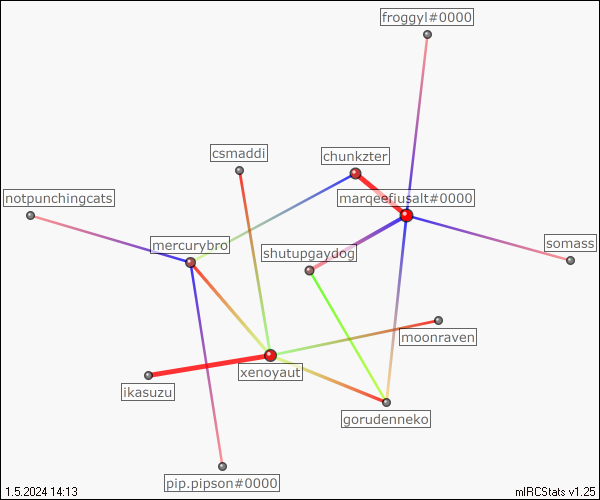 froggyl#0000
csmaddi
chunkzter
notpunchingcats
margeefiusalt#0000
mercurybro
shutupgaydog
somass
moonraven
xenoyaut
ikasuzu
gorudenneko
pip.pipson#0000
1.5.2024 14:13
mIRCStats v1.25